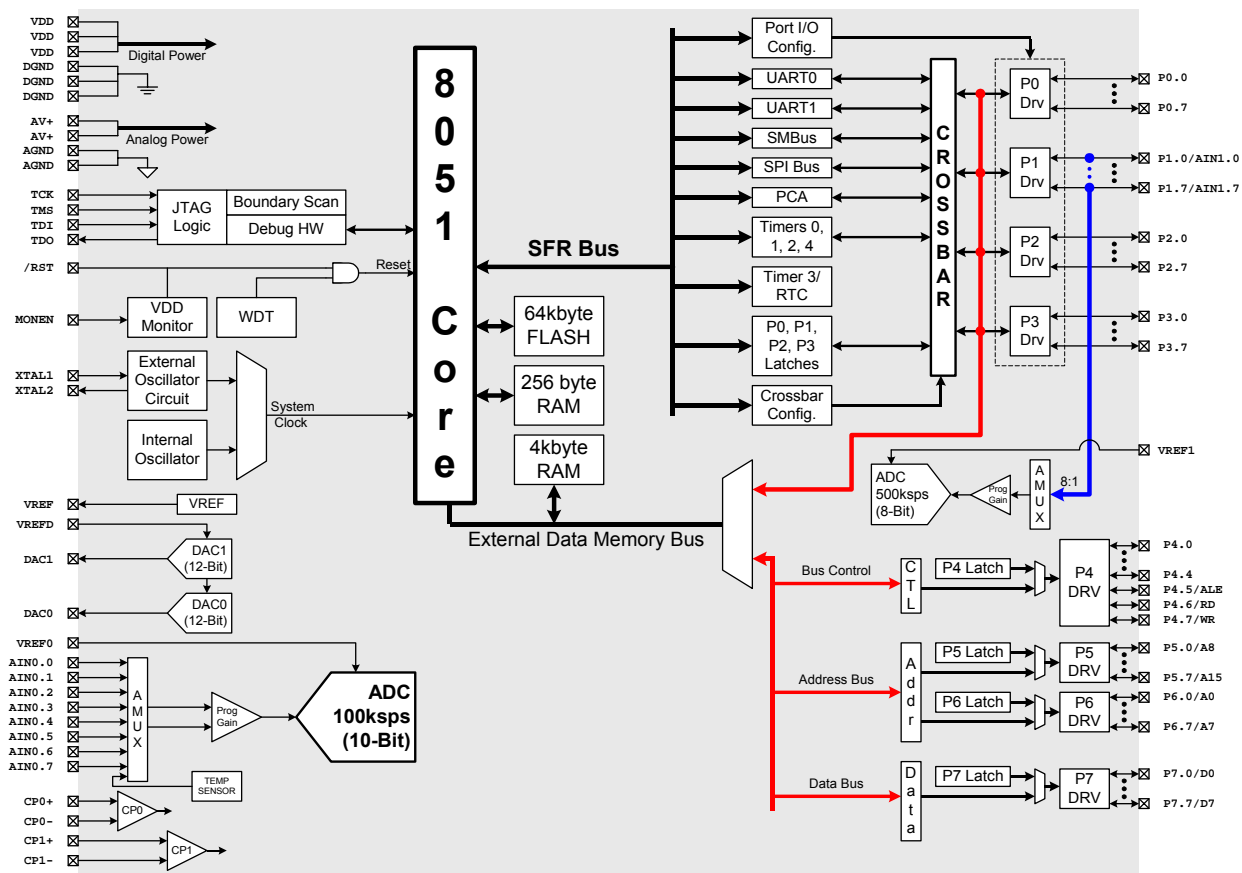 VDD
VDD
VDD
Digital Power
DGND
DGND
DGND
AV+
AV+
Analog Power
AGND
AGND
TCK
TMS
TDI
TDO
JTAG
Logic
Boundary Scan
Debug HW
/RST
Reset
MONEN
VDD
Monitor
WDT
XTAL1
XTAL2
External
Oscillator
Circuit
Internal
Oscillator
System
Clock
VREF
VREF
VREFD
DAC1
DAC1
(12-Bit)
DAC0
DAC0
(12-Bit)
VREF0
AIN0.0
AIN0.1
AIN0.2
AIN0.3
AIN0.4
AIN0.5
AIN0.6
AIN0.7
AMUX
Prog
Gain
ADC
100ksps
(10-Bit)
TEMP
SENSOR
CP0+
CP0-
CP0
CP1+
CP1-
CP1
8051 Core
SFR Bus
64kbyte
FLASH
256 byte
RAM
4kbyte
RAM
External Data Memory Bus
Port I/O
Config.
UART0
UART1
SMBus
SPI Bus
PCA
Timers 0,
1, 2, 4
Timer 3/
RTC
P0, P1,
P2, P3
Latches
Crossbar
Config.
CROSSBAR
P0
Drv
P1
Drv
P2
Drv
P3
Drv
P0.0
P0.7
P1.0/AIN1.0
P1.7/AIN1.7
P2.0
P2.7
P3.0
P3.7
VREF1
ADC
500ksps
(8-Bit)
Prog
Gain
AMUX
8:1
Bus Control
CTL
P4 Latch
P4
DRV
P4.0
P4.4
P4.5/ALE
P4.6/RD
P4.7/WR
Address Bus
Addr
P5 Latch
P5
DRV
P5.0/A8
P5.7/A15
P6 Latch
P6
DRV
P6.0/A0
P6.7/A7
Data Bus
Data
P7 Latch
P7
DRV
P7.0/D0
P7.7/D7